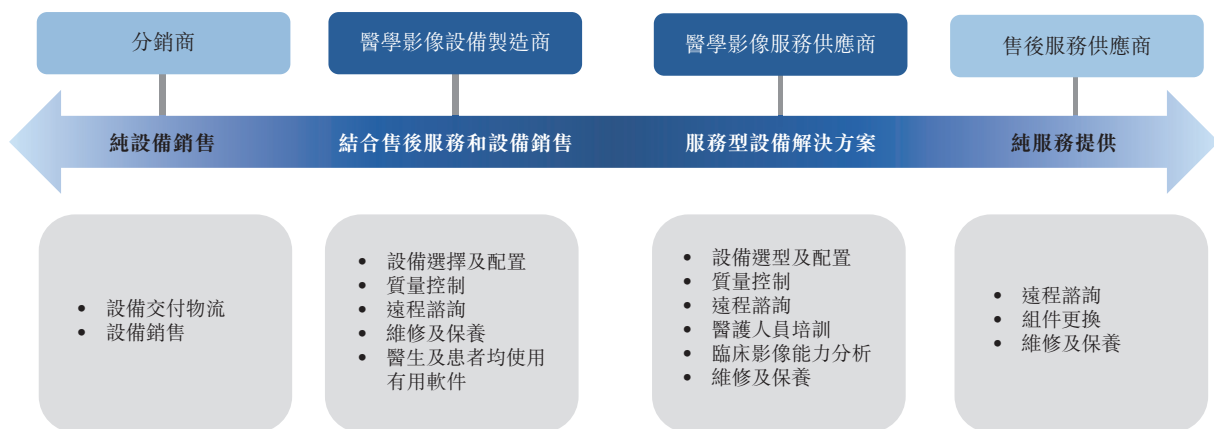 分銷商
醫學影像設備製造商
醫學影像服務供應商
售後服務供應商
純設備銷售
結合售後服務和設備銷售
服務型設備解決方案
純服務提供
• 設備交付物流
• 設備銷售
• 設備選擇及配置
• 質量控制
• 遠程諮詢
• 維修及保養
• 醫生及患者均使用
有用軟件
• 設備選型及配置
• 質量控制
• 遠程諮詢
• 醫護人員培訓
• 臨床影像能力分析
• 維修及保養
• 遠程諮詢
• 組件更換
• 維修及保養